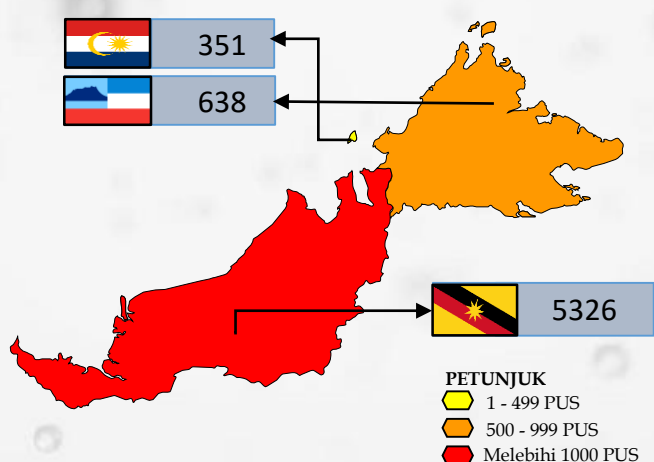 351
638
5326
PETUNJUK
1 - 499 PUS
500 - 999 PUS
Melebihi 1000 PUS